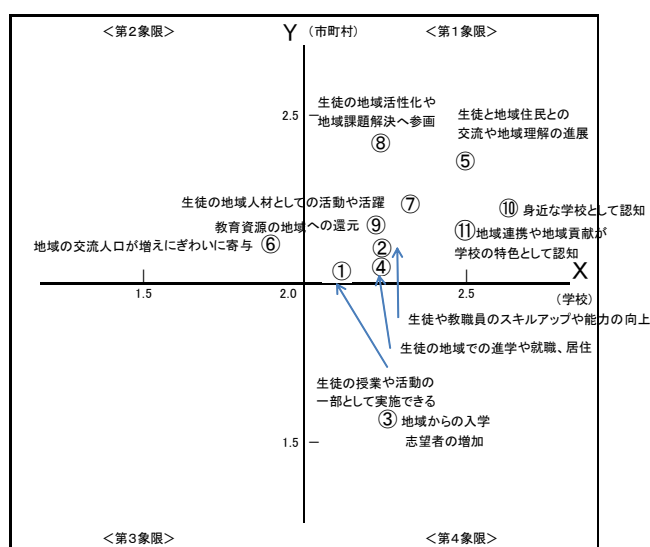 ＜第2象限＞
Y （市町村）
＜第1象限＞
2.5
生徒の地域活性化や
地域課題解決へ参画
⑧
生徒と地域住民との
交流や地域理解の進展
⑤
生徒の地域人材としての活動や活躍 ⑦
⑩ 身近な学校として認知
教育資源の地域への還元 ⑨
⑪地域連携や地域貢献が
学校の特色として認知
地域の交流人口が増えにぎわいに寄与 ⑥
②
④
①
X
（学校）
1.5
2.0
2.5
生徒や教職員のスキルアップや能力の向上
生徒の地域での進学や就職、居住
生徒の授業や活動の
一部として実施できる
③ 地域からの入学
志望者の増加
1.5
＜第3象限＞
＜第4象限＞